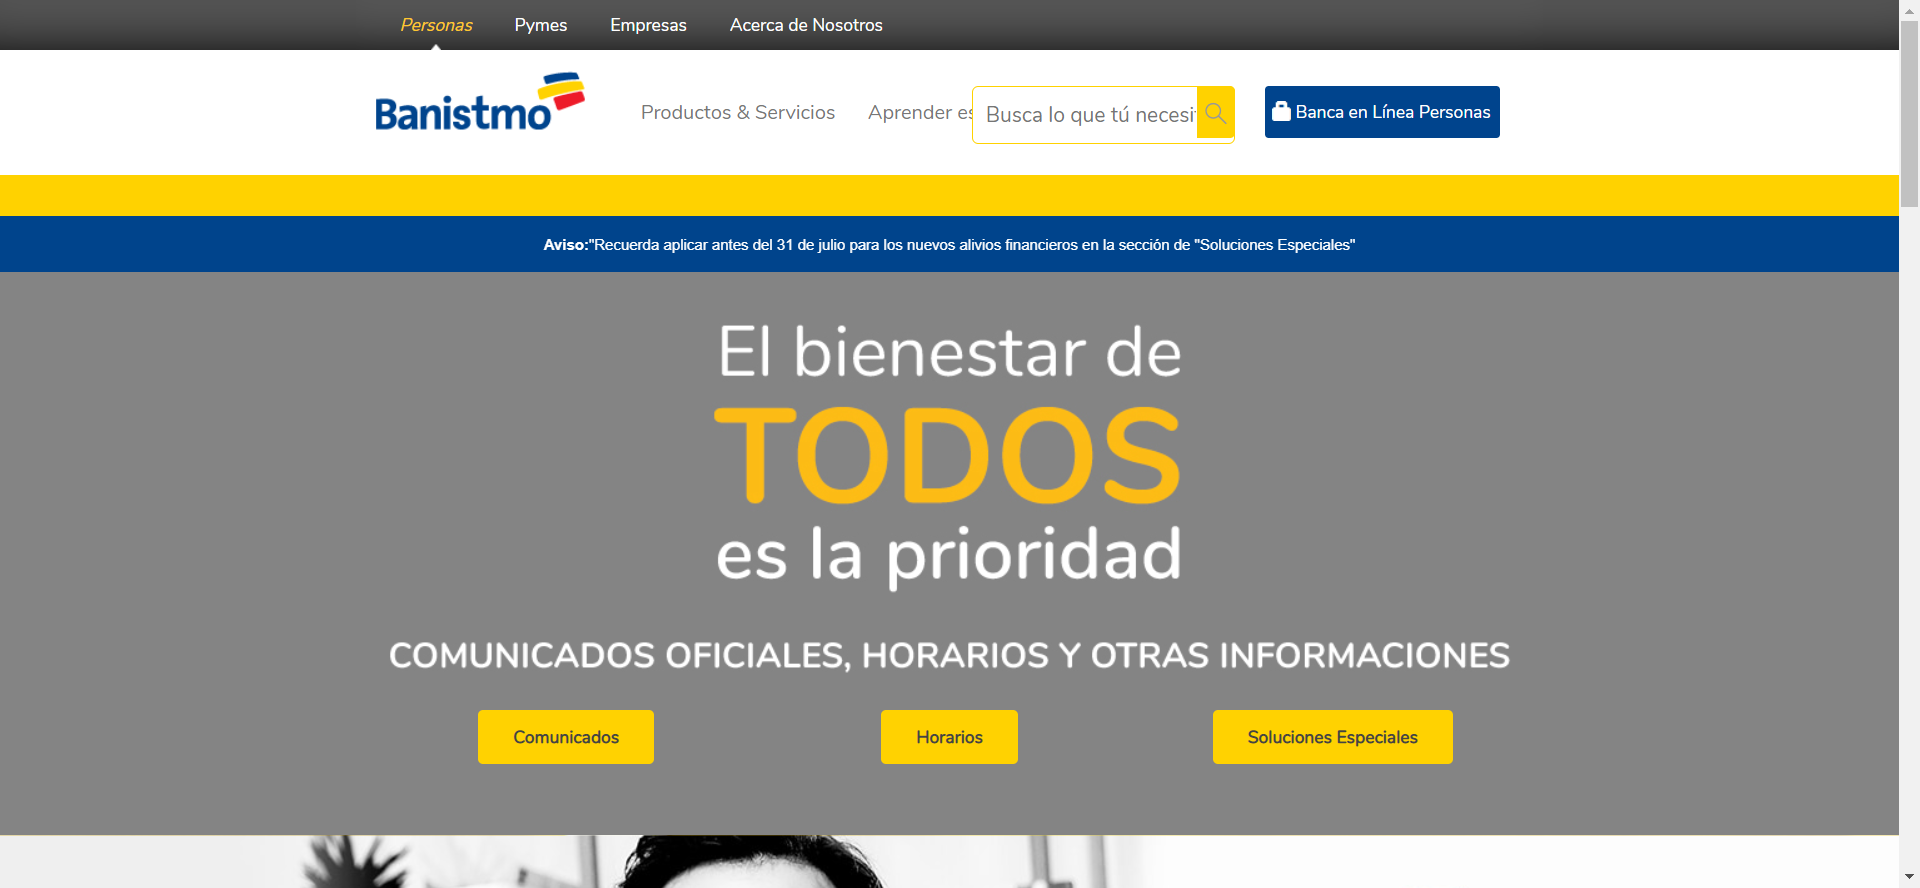 Personas Pymes Empresas Acerca de Nosotros
Banistmo
Productos & Servicios Aprender es Busca lo que tú necesi Banca en Línea Personas
Aviso:"Recuerda aplicar antes del 31 de julio para los nuevos alivios financieros en la sección de "Soluciones Especiales"
El bienestar de
TODOS
es la prioridad
COMUNICADOS OFICIALES, HORARIOS Y OTRAS INFORMACIONES
Comunicados Horarios Soluciones Especiales